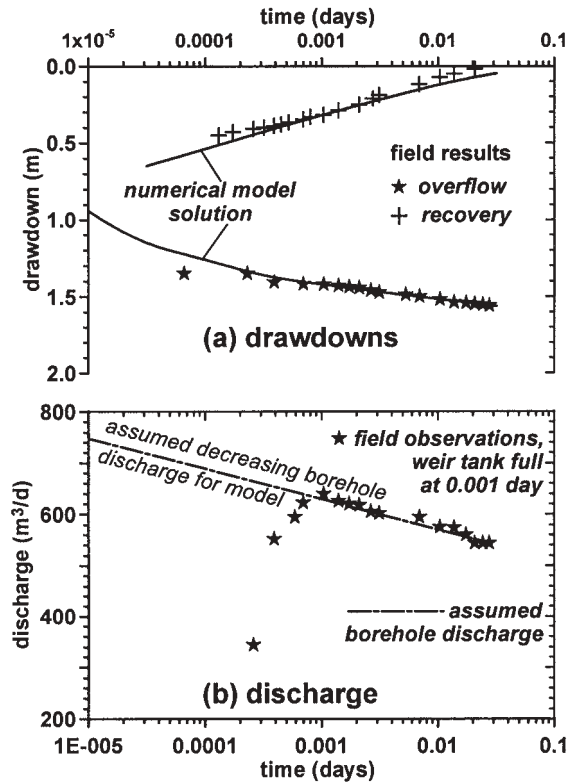 time (days)
1x10⁻⁵ 0.0001 0.001 0.01 0.1
0.0
0.5
1.0
1.5
2.0
drawdown (m)
field results
overflow
recovery
numerical model
solution
(a) drawdowns
800
600
400
200
discharge (m³/d)
assumed decreasing borehole
discharge for model
field observations,
weir tank full
at 0.001 day
assumed
borehole discharge
(b) discharge
1E-005 0.0001 0.001 0.01 0.1
time (days)